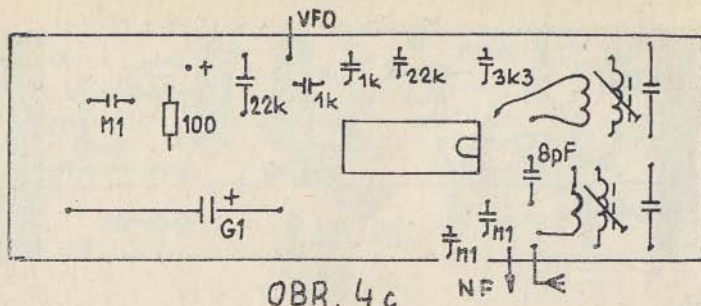 VFO
+
1k
22k
3k3
22k
1k
M1
100
8pF
+
G1
M1
M1
NF
OBR. 4c